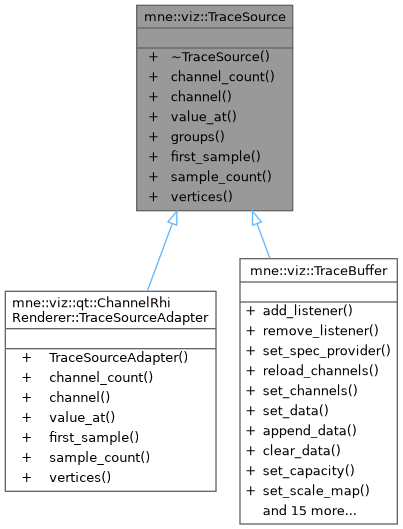 mne::viz::TraceSource
+ ~TraceSource()
+ channel_count()
+ channel()
+ value_at()
+ groups()
+ first_sample()
+ sample_count()
+ vertices()
mne::viz::qt::ChannelRhi
Renderer::TraceSourceAdapter
+ TraceSourceAdapter()
+ channel_count()
+ channel()
+ value_at()
+ first_sample()
+ sample_count()
+ vertices()
mne::viz::TraceBuffer
+ add_listener()
+ remove_listener()
+ set_spec_provider()
+ reload_channels()
+ set_channels()
+ set_data()
+ append_data()
+ clear_data()
+ set_capacity()
+ set_scale_map()
and 15 more...